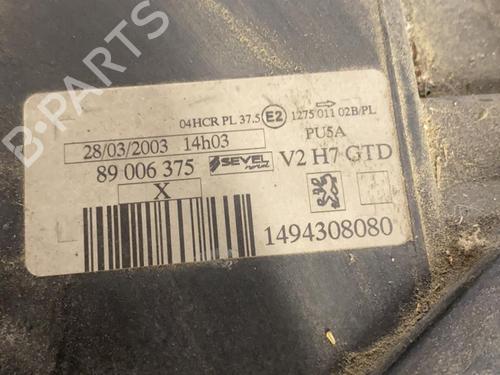 04HCR PL 37.5 E2 1275 011 02B/PL
PU5A
28/03/2003 14h03
89 006 375 SEVEL V2 H7 GTD
X
1494308080
B-PARTS